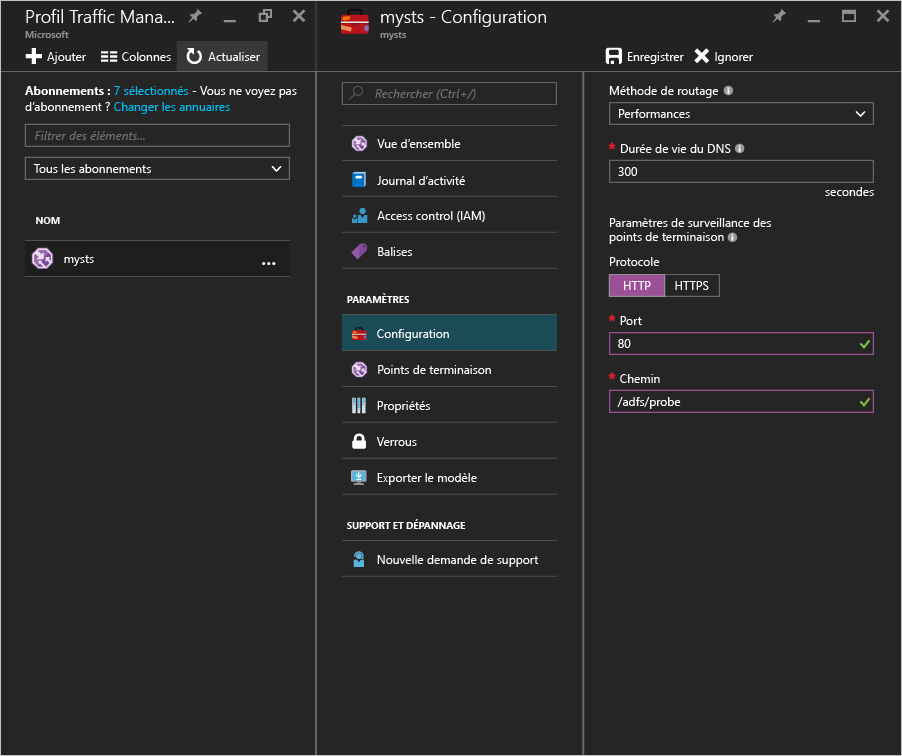 Profil Traffic Mana...
Microsoft
Ajouter
Colonnes
Actualiser
Abonnements : 7 sélectionnés - Vous ne voyez pas
d'abonnement ? Changer les annuaires
Filtrer des éléments...
Tous les abonnements
NOM
mysts
...
mysts - Configuration
mysts
Rechercher (Ctrl+/)
Vue d'ensemble
Journal d'activité
Access control (IAM)
Balises
PARAMÈTRES
Configuration
Points de terminaison
Propriétés
Verrous
Exporter le modèle
SUPPORT ET DÉPANNAGE
Nouvelle demande de support
Enregistrer
Ignorer
Méthode de routage
Performances
* Durée de vie du DNS
300
secondes
Paramètres de surveillance des
points de terminaison
Protocole
HTTP
HTTPS
* Port
80
* Chemin
/adfs/probe